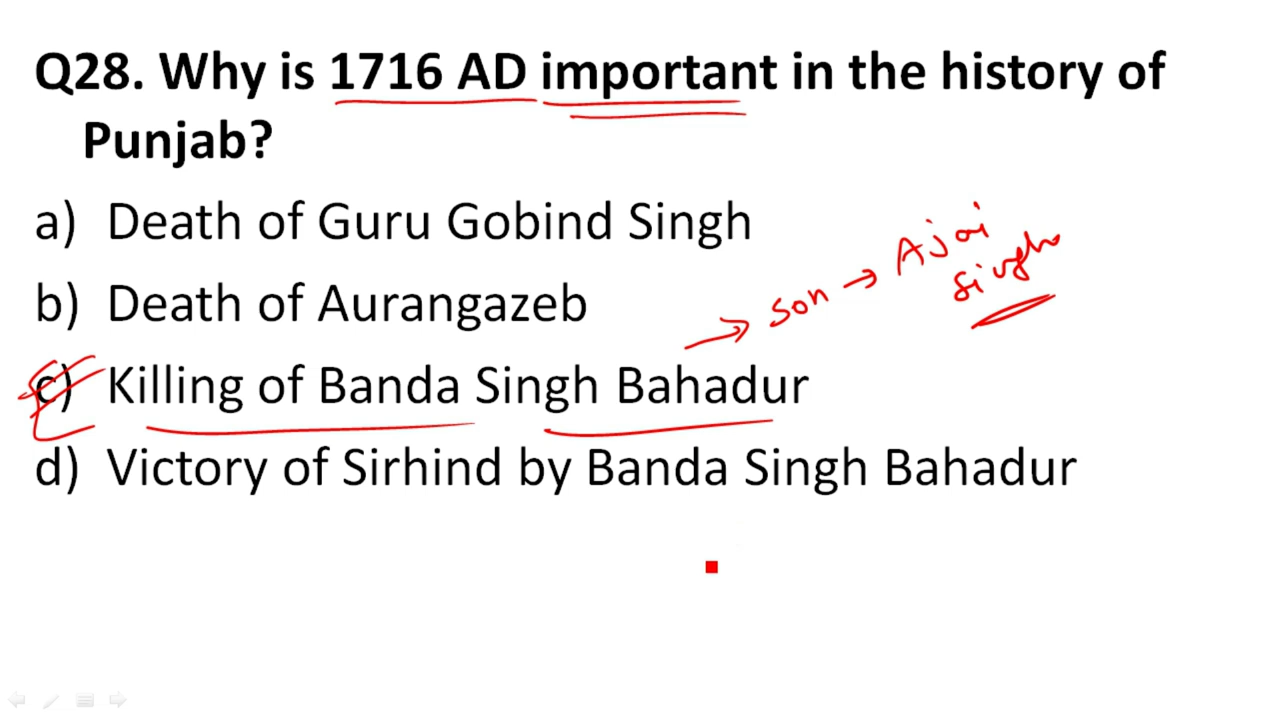 Q28. Why is 1716 AD important in the history of
Punjab?
a) Death of Guru Gobind Singh
b) Death of Aurangazeb
son → Ajai
Singh
c) Killing of Banda Singh Bahadur
d) Victory of Sirhind by Banda Singh Bahadur